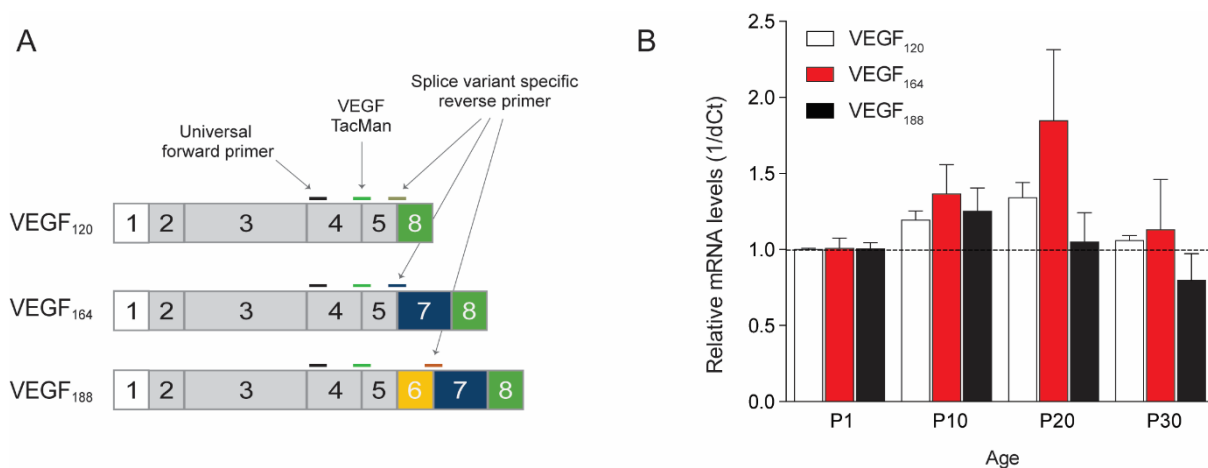 A
Splice variant specific
reverse primer
VEGF
TacMan
Universal
forward primer
VEGF120 1 2 3 4 5 8
VEGF164 1 2 3 4 5 7 8
VEGF188 1 2 3 4 5 6 7 8
B
VEGF120
VEGF164
VEGF188
Relative mRNA levels (1/dCt)
2.5
2.0
1.5
1.0
0.5
0.0
P1 P10 P20 P30
Age